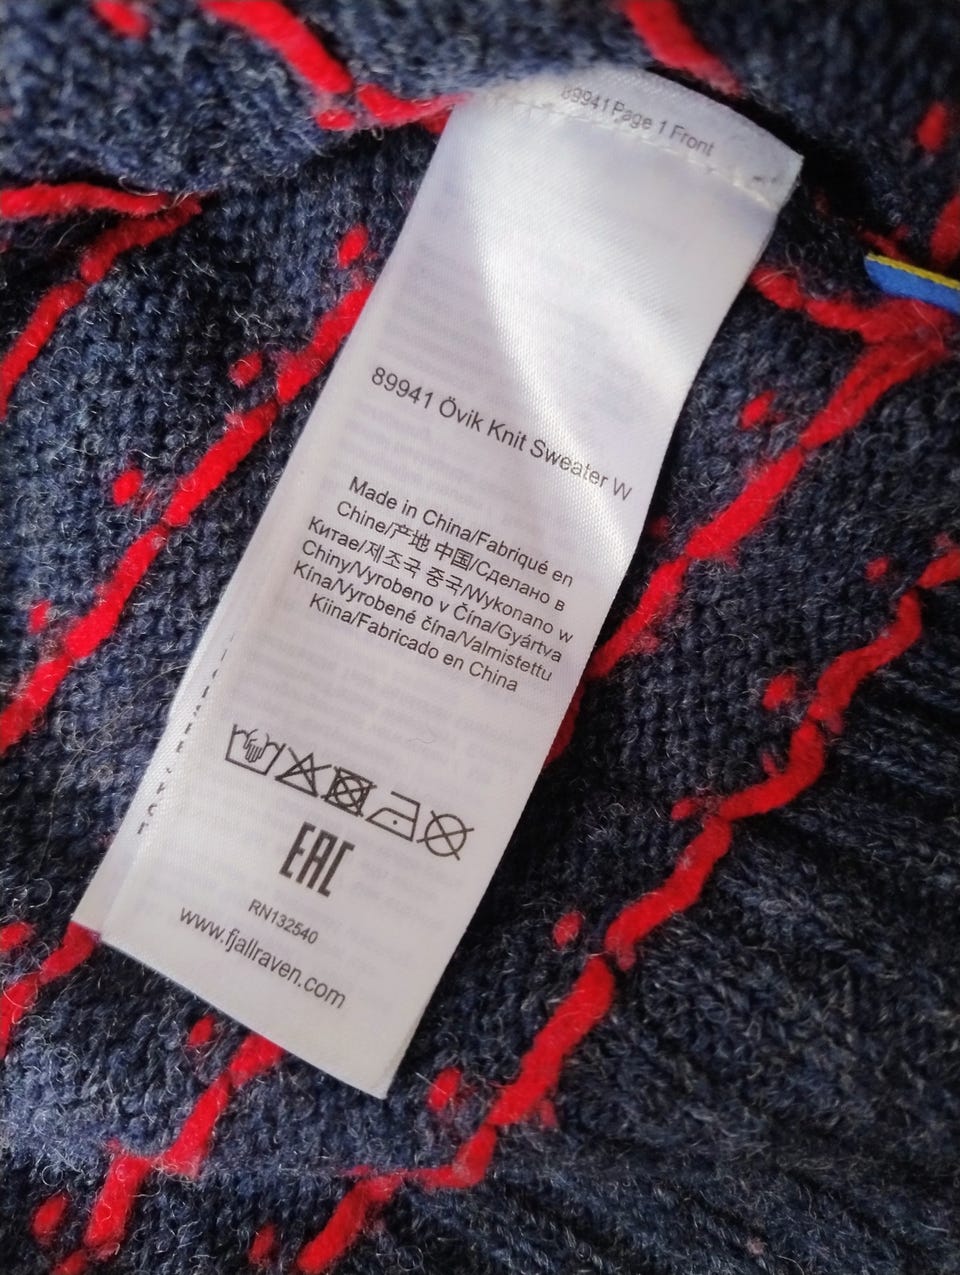 89941 Page 1 Front
89941 Övik Knit Sweater W
Made in China/Fabriqué en
Chine/产地 中国/Сделано в
Китае/제조국 중국/Wykonano w
Chiny/Vyrobeno v Čína/Gyártva
Kína/Vyrobené čína/Valmistettu
Kiina/Fabricado en China
EAC
RN132540
www.fjallraven.com